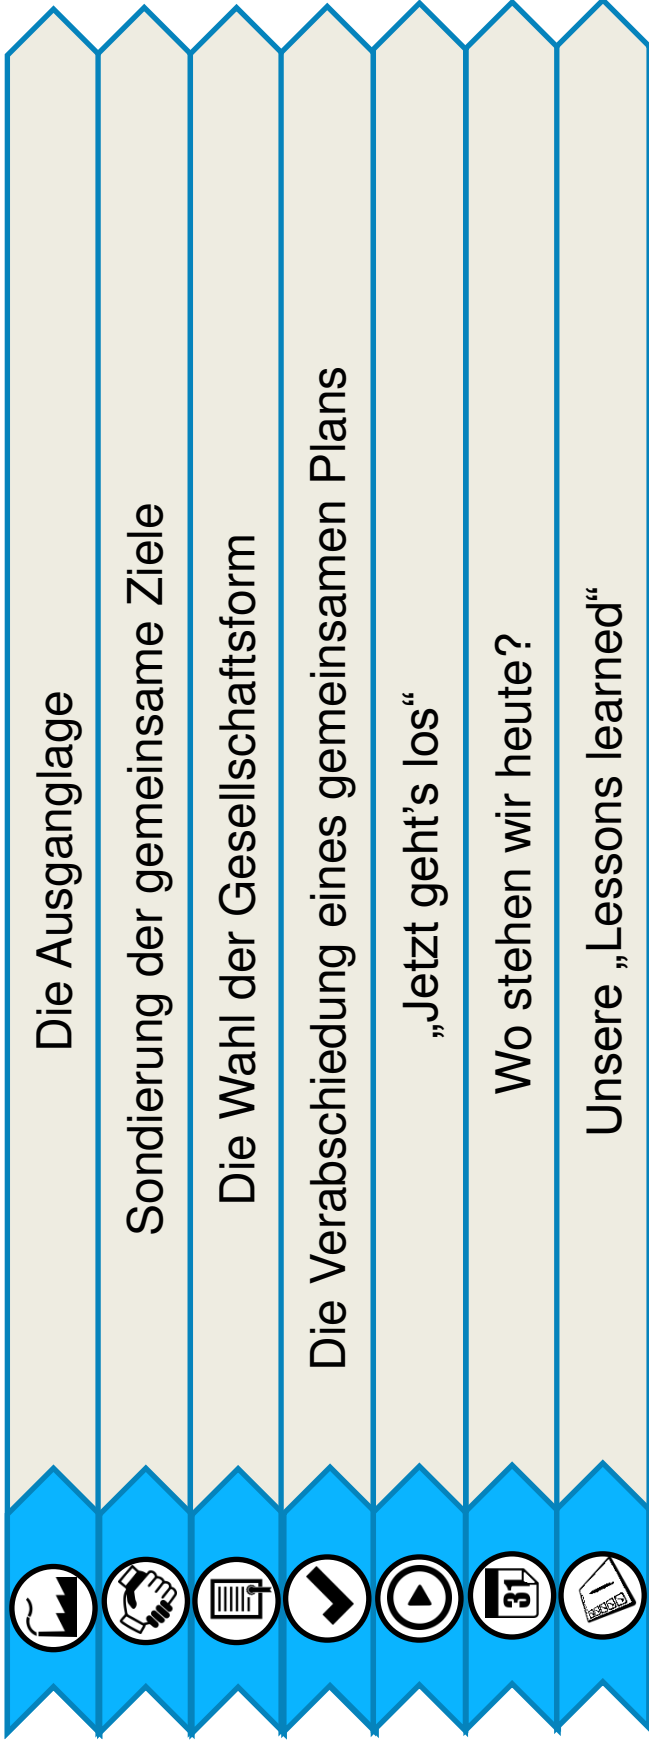 Die Ausganglage
Sondierung der gemeinsame Ziele
Die Wahl der Gesellschaftsform
Die Verabschiedung eines gemeinsamen Plans
„Jetzt geht’s los“
31
Wo stehen wir heute?
Unsere „Lessons learned“